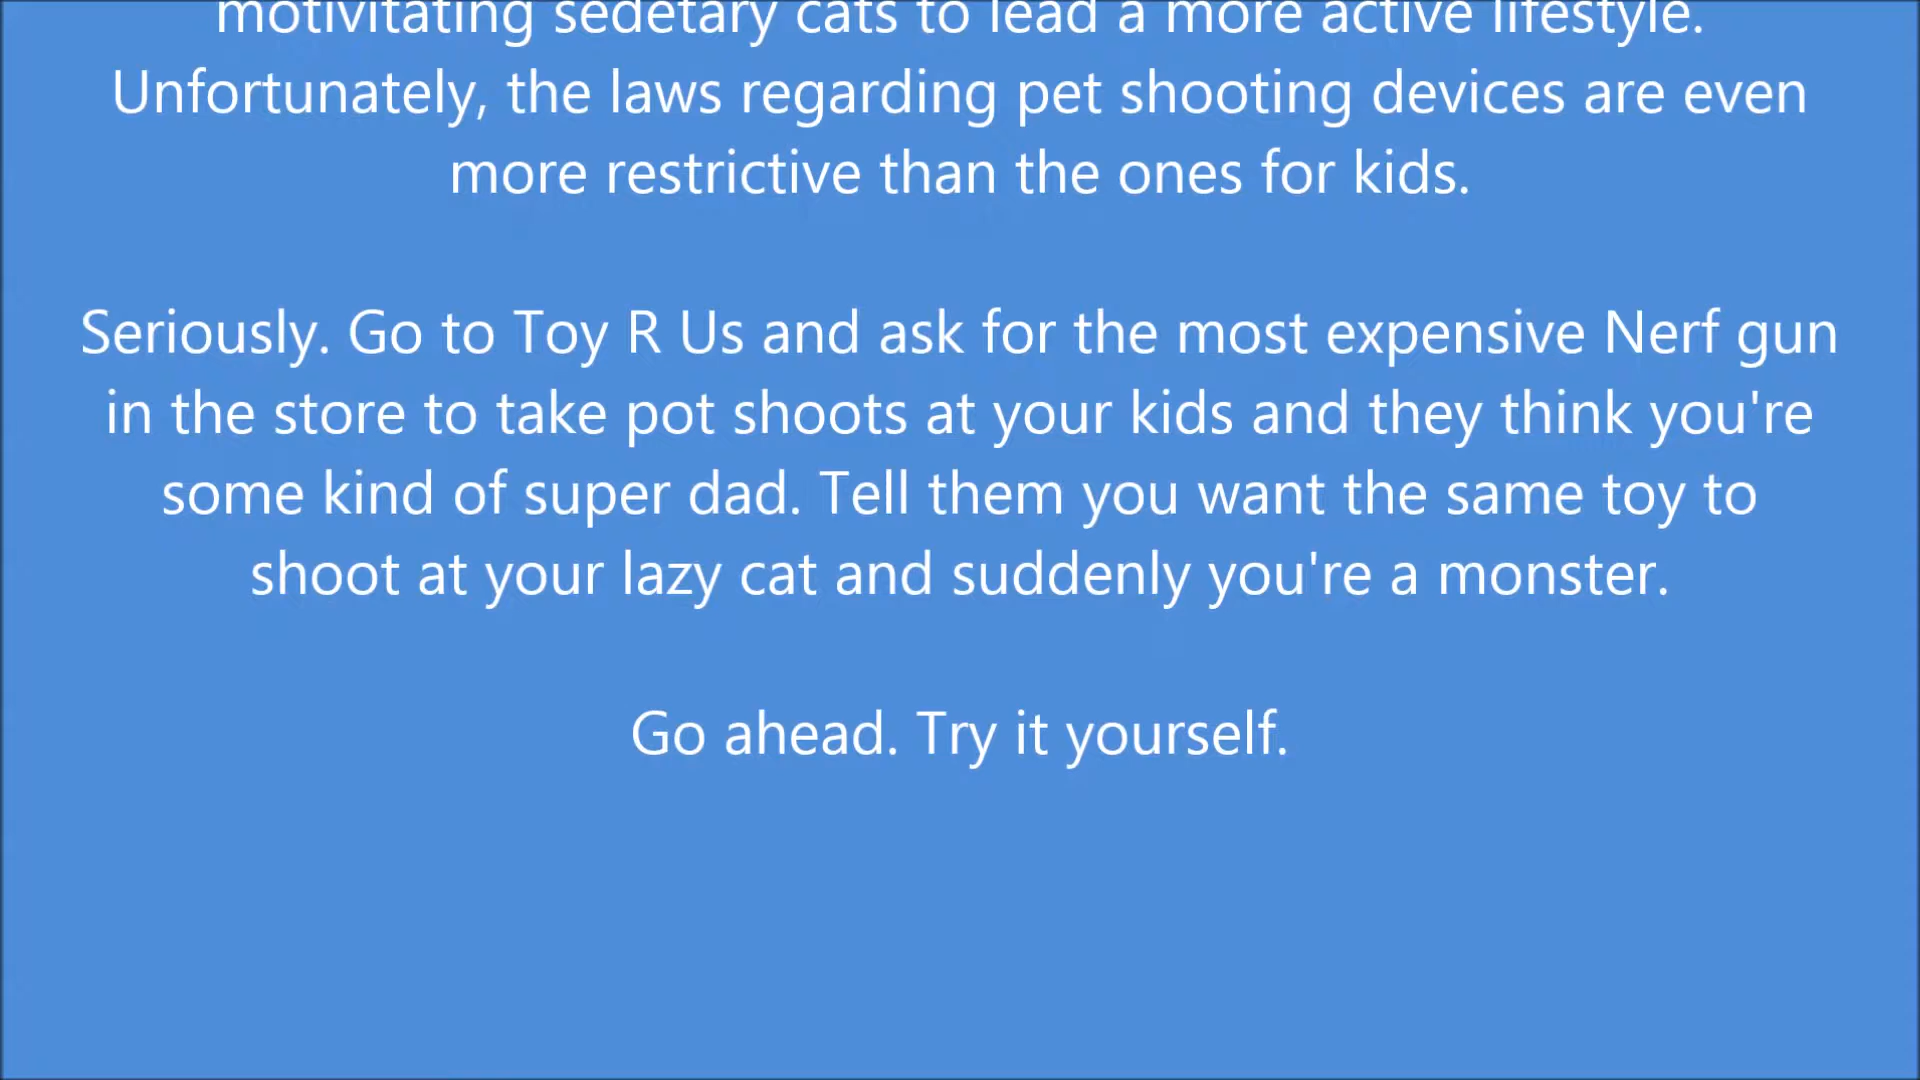 motivitating sedetary cats to lead a more active lifestyle.
Unfortunately, the laws regarding pet shooting devices are even
more restrictive than the ones for kids.
Seriously. Go to Toy R Us and ask for the most expensive Nerf gun
in the store to take pot shoots at your kids and they think you're
some kind of super dad. Tell them you want the same toy to
shoot at your lazy cat and suddenly you're a monster.
Go ahead. Try it yourself.